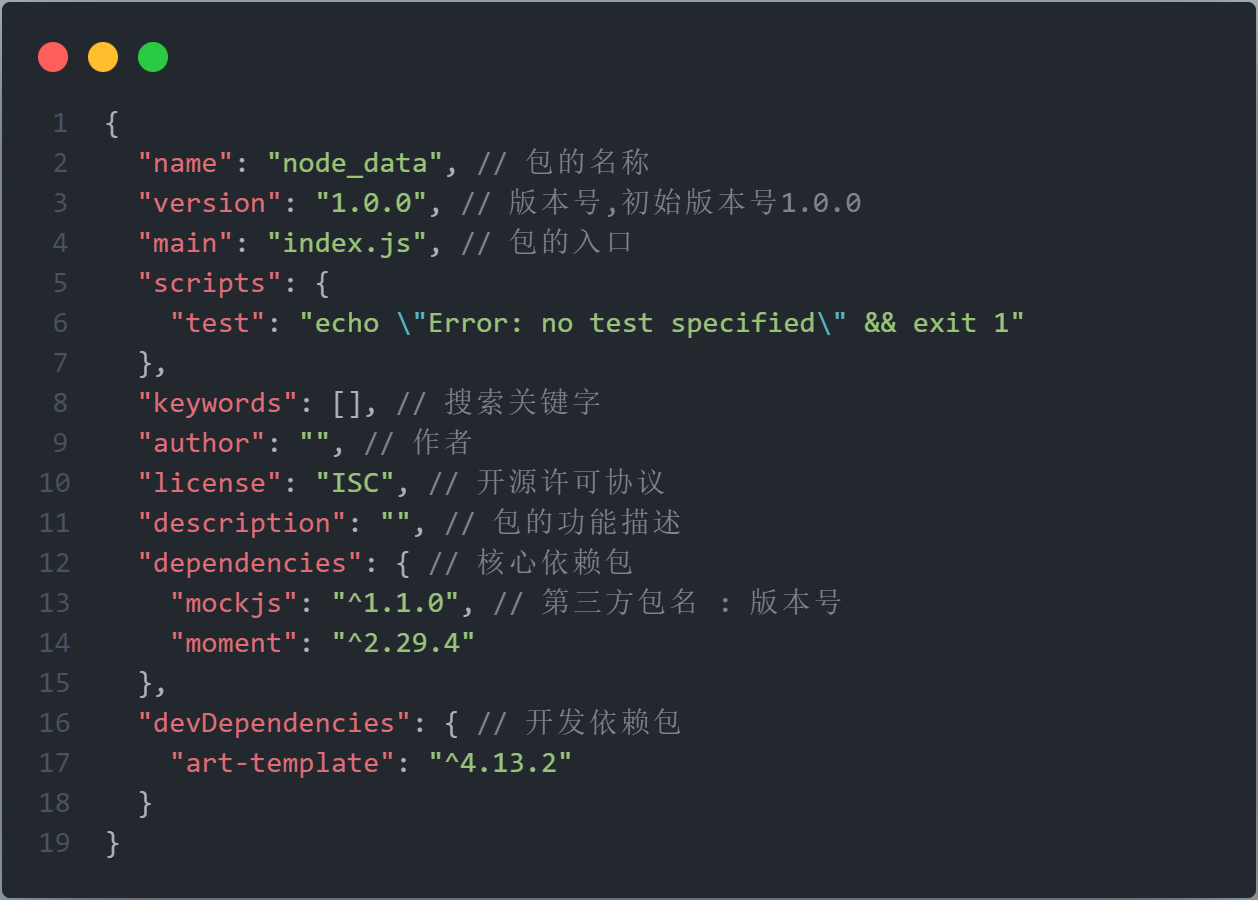 1 {
2   "name": "node_data", // 包的名称
3   "version": "1.0.0", // 版本号,初始版本号1.0.0
4   "main": "index.js", // 包的入口
5   "scripts": {
6     "test": "echo \"Error: no test specified\" && exit 1"
7   },
8   "keywords": [], // 搜索关键字
9   "author": "", // 作者
10   "license": "ISC", // 开源许可协议
11   "description": "", // 包的功能描述
12   "dependencies": { // 核心依赖包
13     "mockjs": "^1.1.0", // 第三方包名 : 版本号
14     "moment": "^2.29.4"
15   },
16   "devDependencies": { // 开发依赖包
17     "art-template": "^4.13.2"
18   }
19 }